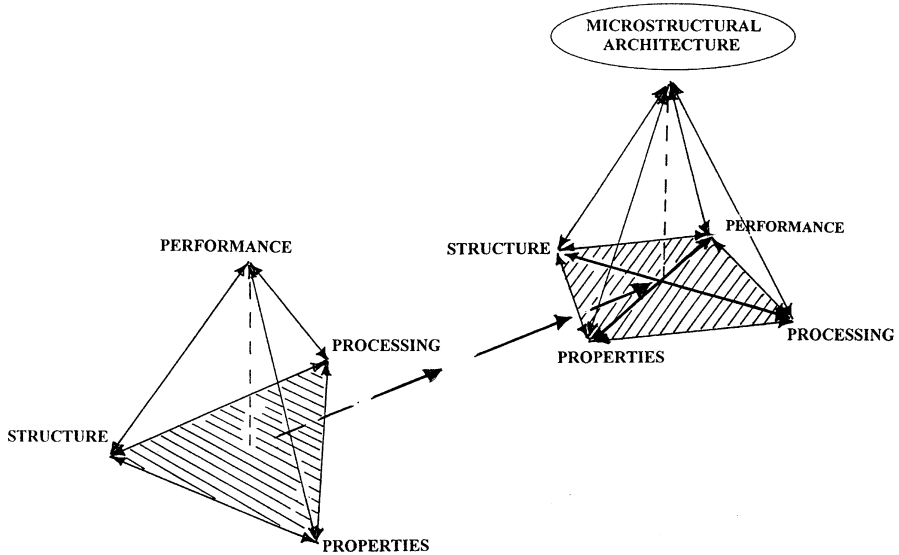 MICROSTRUCTURAL
ARCHITECTURE
STRUCTURE
PERFORMANCE
PROPERTIES
PROCESSING
PERFORMANCE
PROCESSING
STRUCTURE
PROPERTIES